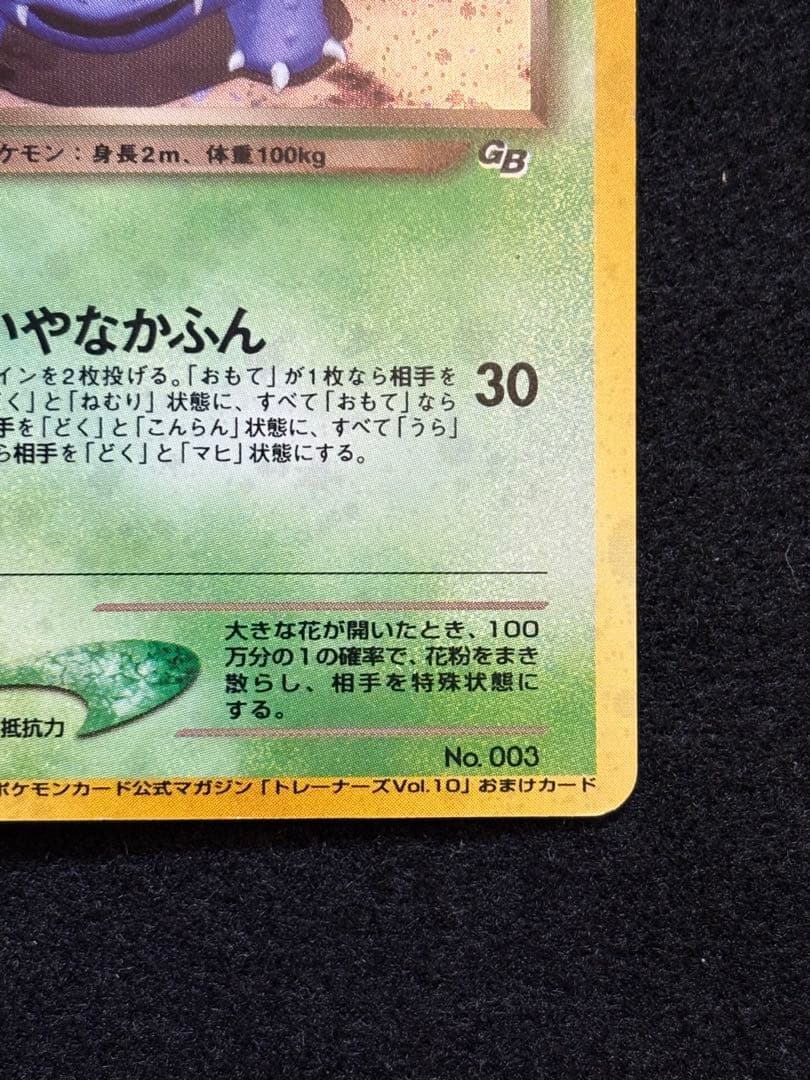 ケモン：身長2m、体重100kg
GB
いやなかふん
インを2枚投げる。「おもて」が1枚なら相手を
く」と「ねむり」状態に、すべて「おもて」なら
手を「どく」と「こんらん」状態に、すべて「うら」
ら相手を「どく」と「マヒ」状態にする。
30
大きな花が開いたとき、100
万分の1の確率で、花粉をまき
散らし、相手を特殊状態に
する。
抵抗力
No. 003
ポケモンカード公式マガジン「トレーナーズVol.10」おまけカード